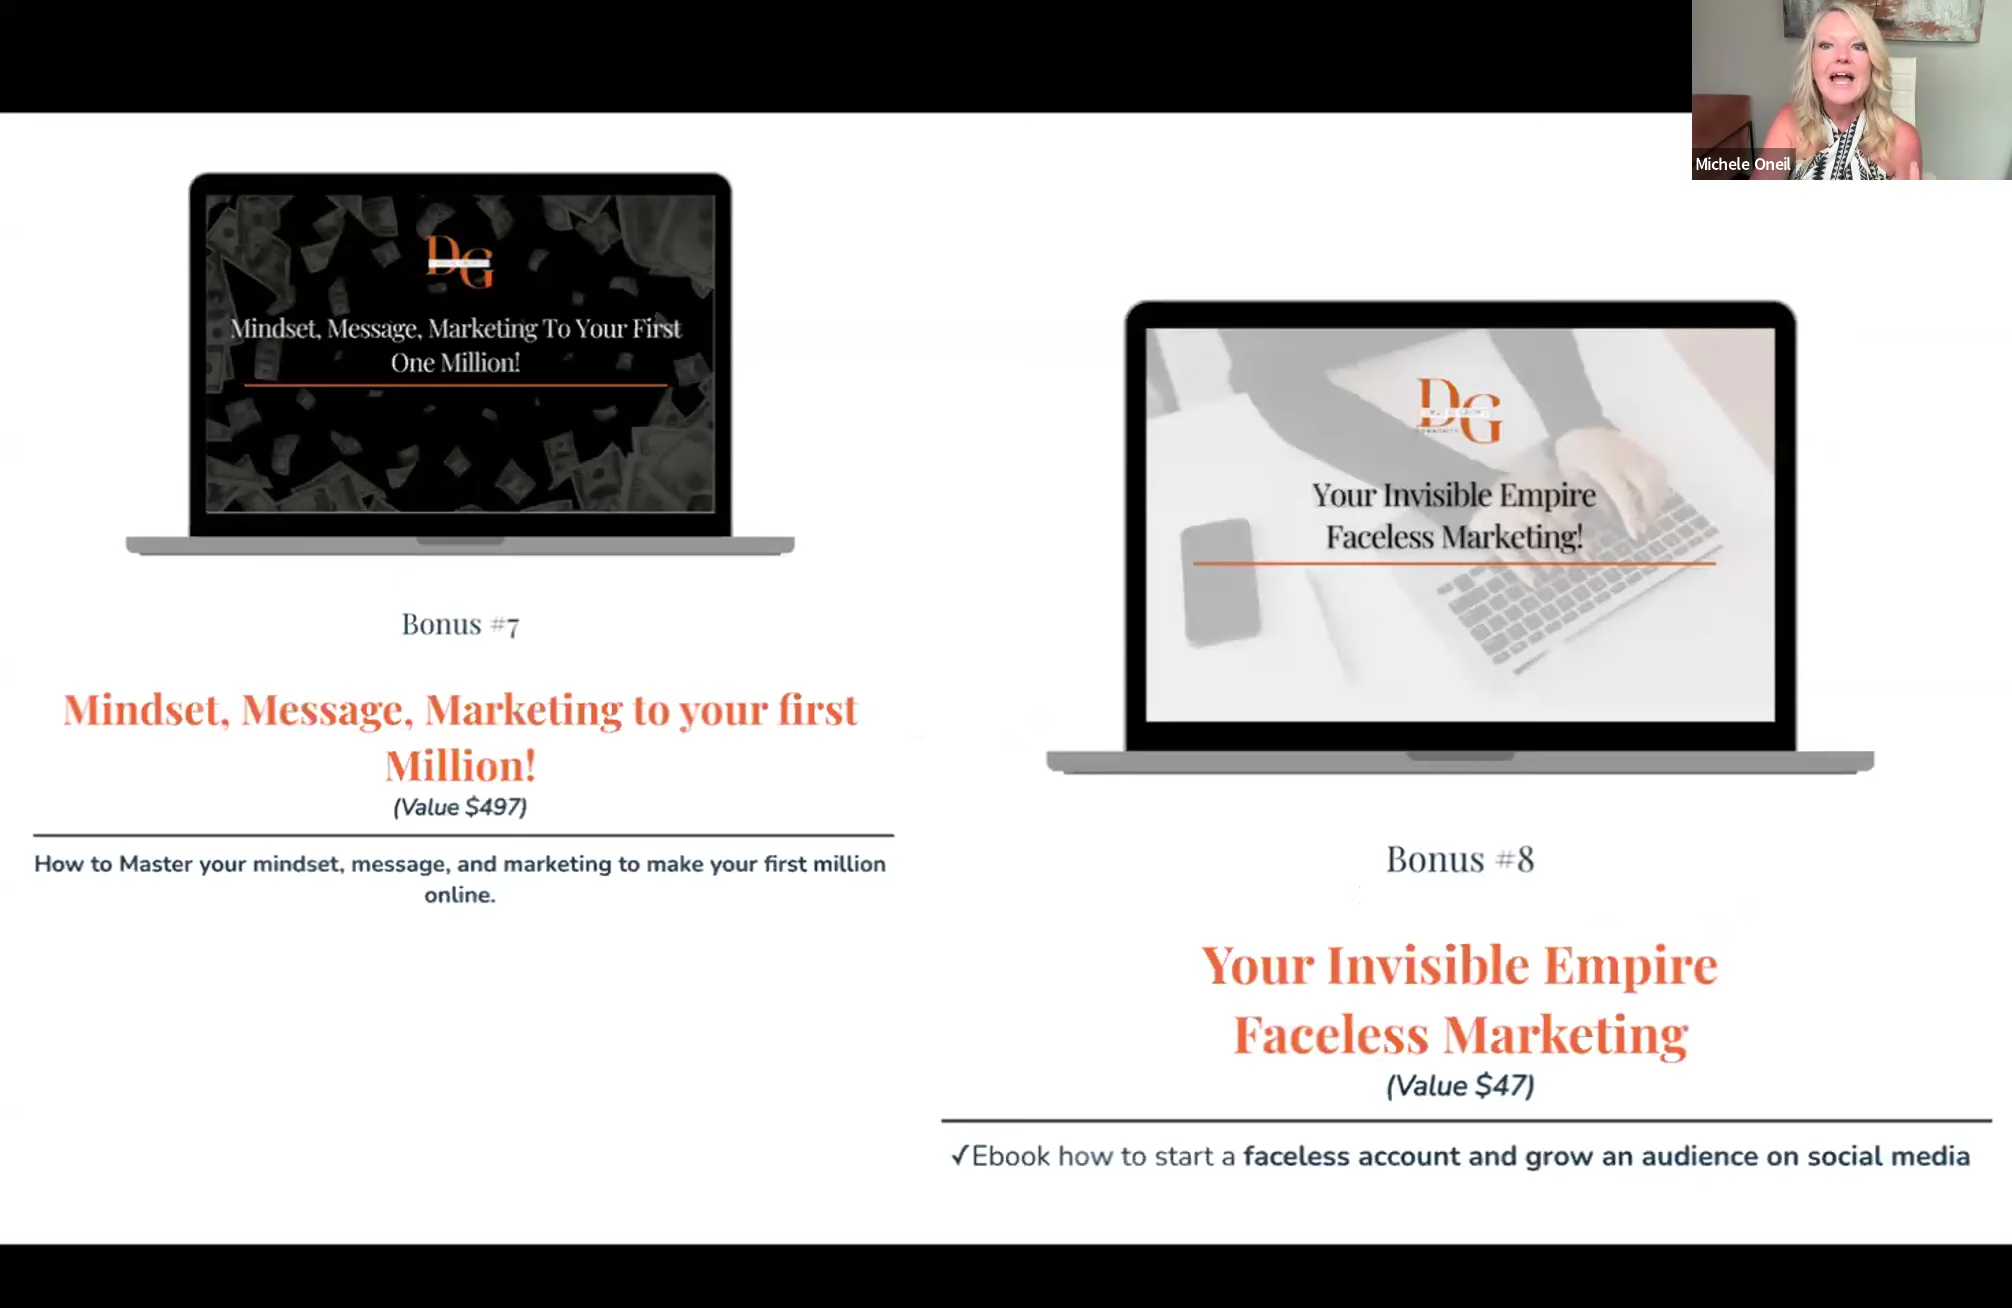 Michele Oneil
DG
Mindset, Message, Marketing To Your First
One Million!
Bonus #7
Mindset, Message, Marketing to your first
Million!
(Value $497)
How to Master your mindset, message, and marketing to make your first million
online.
DG
Your Invisible Empire
Faceless Marketing!
Bonus #8
Your Invisible Empire
Faceless Marketing
(Value $47)
✓Ebook how to start a faceless account and grow an audience on social media